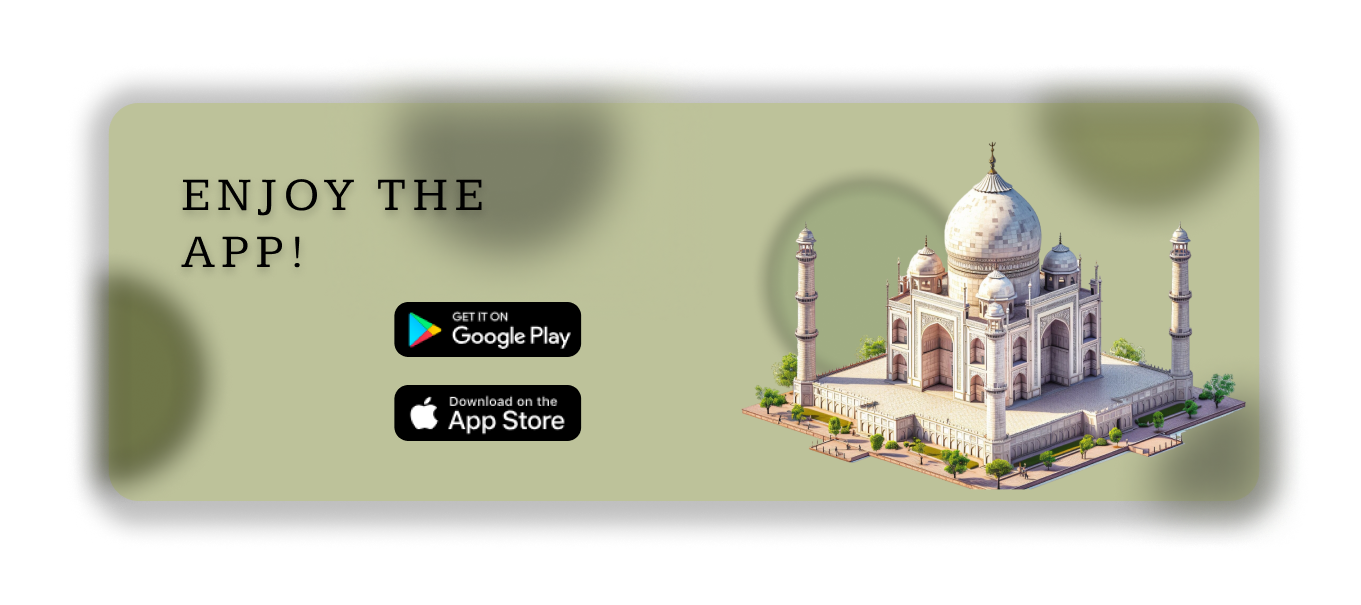 ENJOY THE
APP!
GET IT ON
Google Play
Download on the
App Store